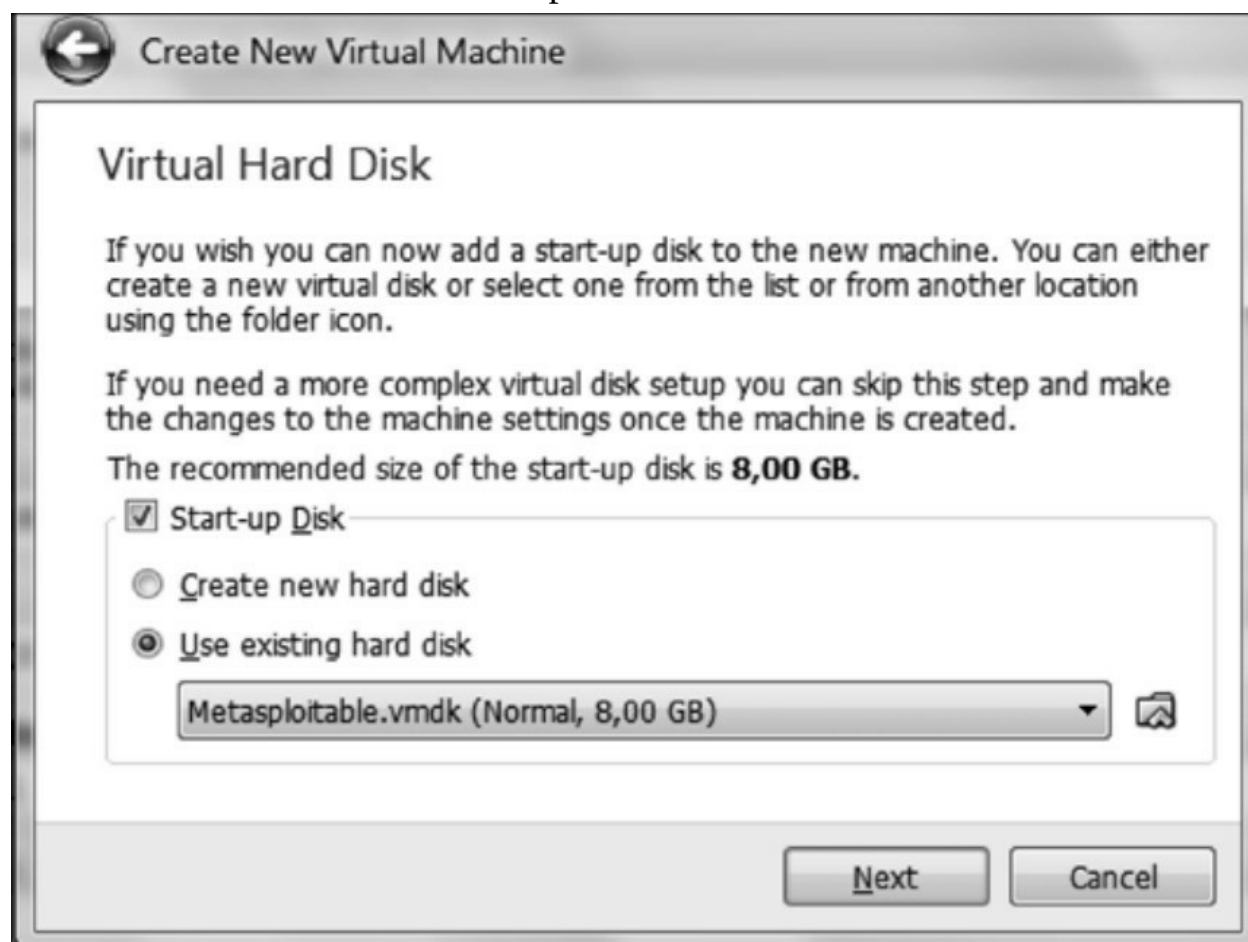 Create New Virtual Machine
Virtual Hard Disk
If you wish you can now add a start-up disk to the new machine. You can either
create a new virtual disk or select one from the list or from another location
using the folder icon.
If you need a more complex virtual disk setup you can skip this step and make
the changes to the machine settings once the machine is created.
The recommended size of the start-up disk is 8,00 GB.
Start-up Disk
Create new hard disk
Use existing hard disk
Metasploitable.vmdk (Normal, 8,00 GB)
Next
Cancel